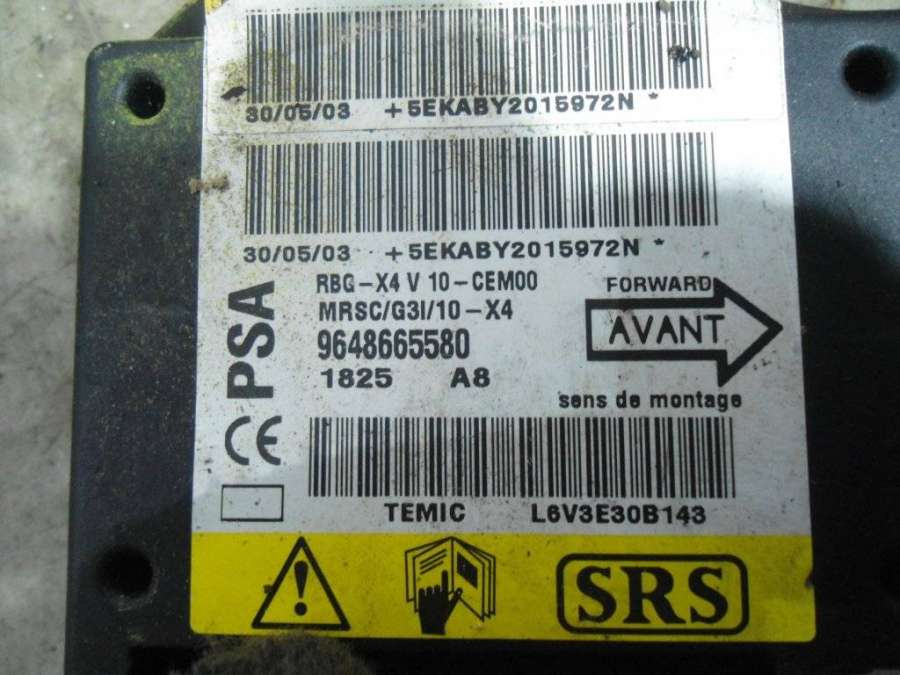 30/05/03 +5EKABY2015972N *
30/05/03 +5EKABY2015972N *
RBG-X4 V 10-CEM00
MRSC/G3I/10-X4
9648665580
1825 A8
PSA
CE
FORWARD
AVANT
sens de montage
TEMIC L6V3E30B143
SRS